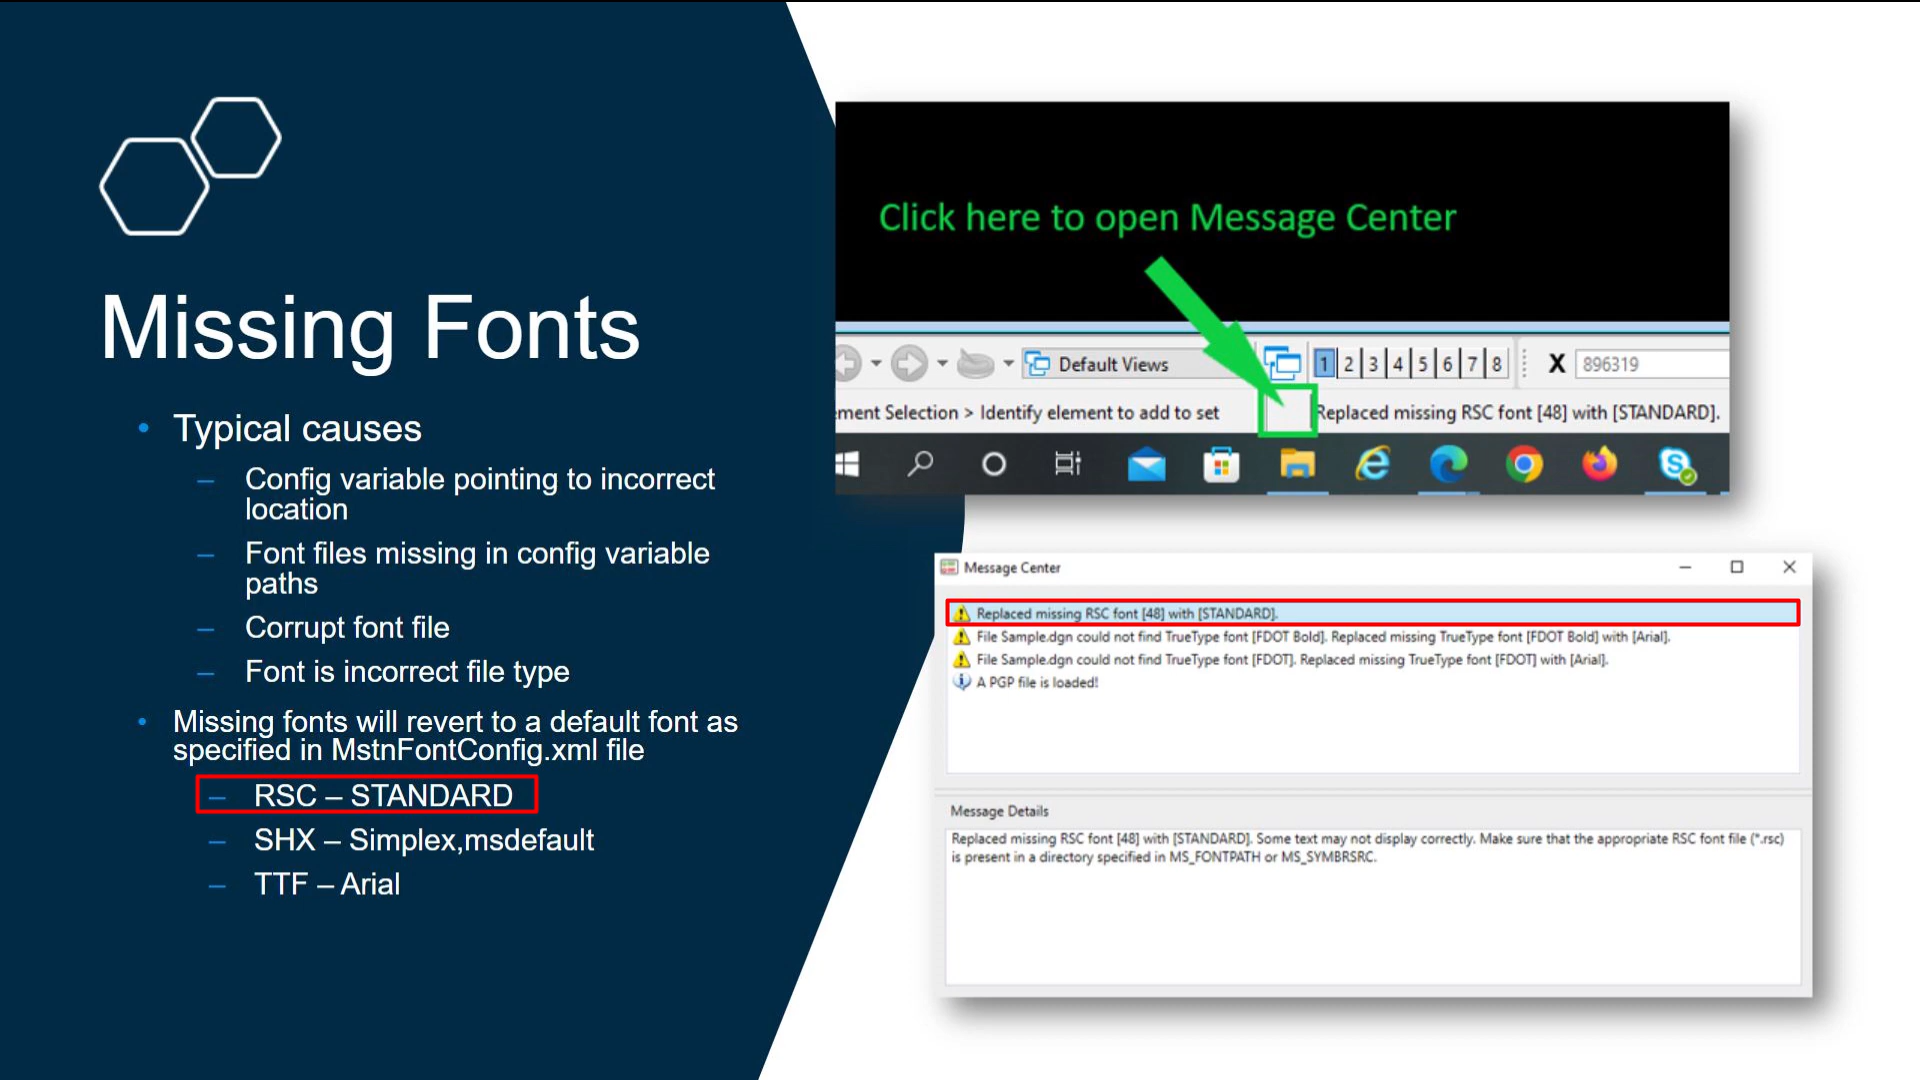 Missing Fonts
• Typical causes
– Config variable pointing to incorrect
location
– Font files missing in config variable
paths
– Corrupt font file
– Font is incorrect file type
• Missing fonts will revert to a default font as
specified in MstnFontConfig.xml file
– RSC – STANDARD
– SHX – Simplex,msdefault
– TTF – Arial
Click here to open Message Center
Default Views
1 2 3 4 5 6 7 8
X 896319
ment Selection > Identify element to add to set
Replaced missing RSC font [48] with [STANDARD].
Message Center
Replaced missing RSC font [48] with [STANDARD].
File Sample.dgn could not find TrueType font [FDOT Bold]. Replaced missing TrueType font [FDOT Bold] with [Arial].
File Sample.dgn could not find TrueType font [FDOT]. Replaced missing TrueType font [FDOT] with [Arial].
A PGP file is loaded!
Message Details
Replaced missing RSC font [48] with [STANDARD]. Some text may not display correctly. Make sure that the appropriate RSC font file (*.rsc)
is present in a directory specified in MS_FONTPATH or MS_SYMBRSRC.